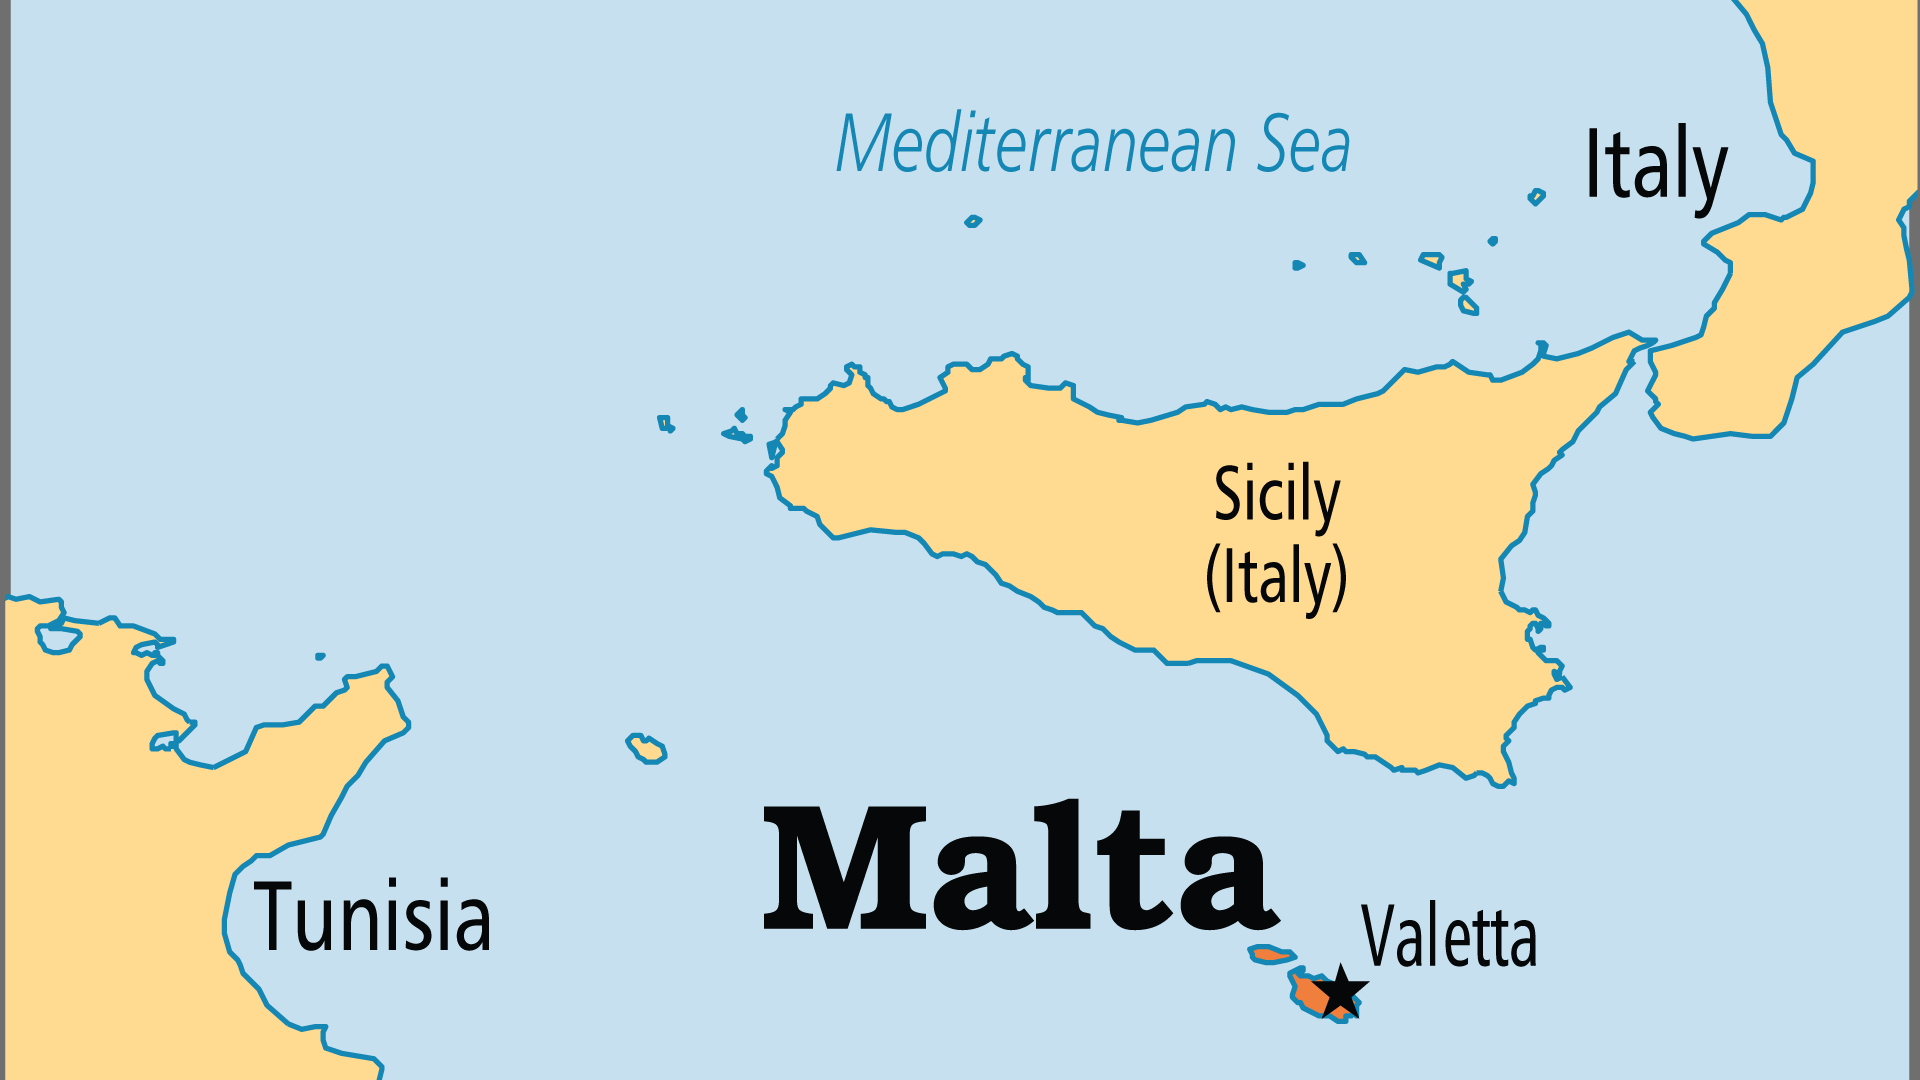 Mediterranean Sea
Italy
Sicily
(Italy)
Malta
Tunisia
Valetta